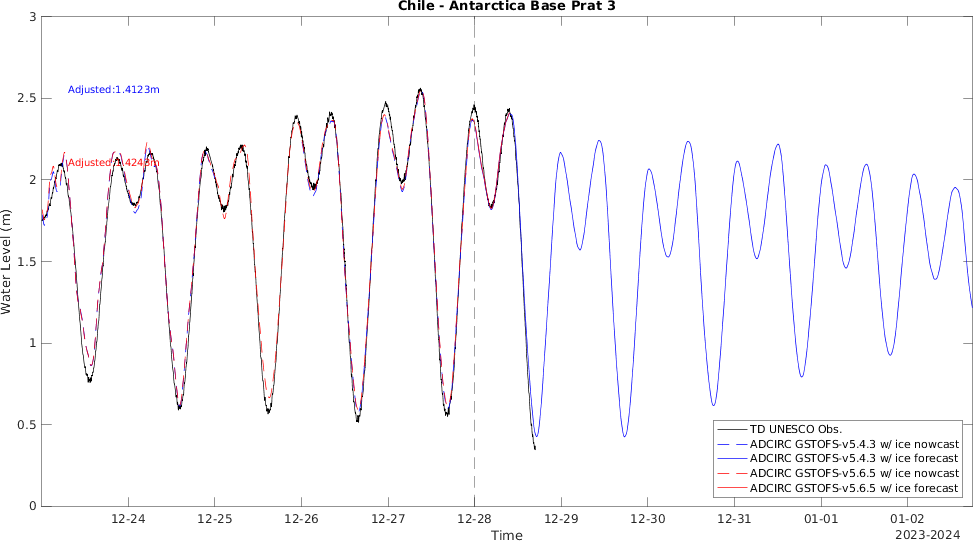 Chile - Antarctica Base Prat 3
3
2.5
2
1.5
1
0.5
0
Water Level (m)
Adjusted:1.4123m
Adjusted:1.4243m
12-24
12-25
12-26
12-27
12-28
12-29
12-30
12-31
01-01
01-02
Time
2023-2024
TD UNESCO Obs.
ADCIRC GSTOFS-v5.4.3 w/ ice nowcast
ADCIRC GSTOFS-v5.4.3 w/ ice forecast
ADCIRC GSTOFS-v5.6.5 w/ ice nowcast
ADCIRC GSTOFS-v5.6.5 w/ ice forecast